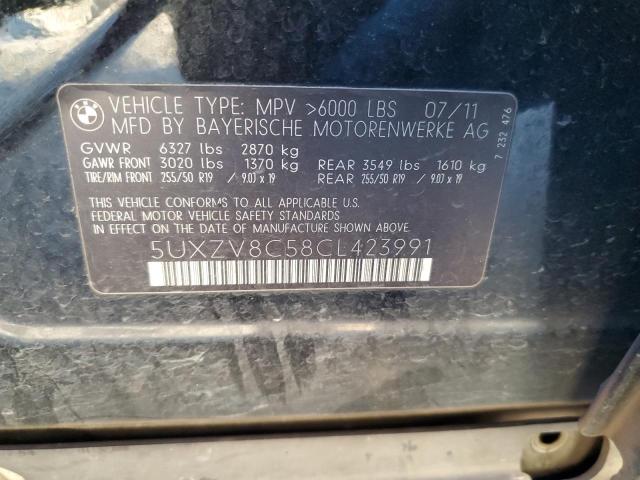 BMW
VEHICLE TYPE: MPV >6000 LBS 07/11
MFD BY BAYERISCHE MOTORENWERKE AG
GVWR 6327 lbs 2870 kg
GAWR FRONT 3020 lbs 1370 kg REAR 3549 lbs 1610 kg
TIRE/RIM FRONT 255/50 R19 / 9.0J x 19 REAR 255/50 R19 / 9.0J x 19
THIS VEHICLE CONFORMS TO ALL APPLICABLE U.S.
FEDERAL MOTOR VEHICLE SAFETY STANDARDS
IN EFFECT ON THE DATE OF MANUFACTURE SHOWN ABOVE.
5UXZV8C58CL423991
7 232 476